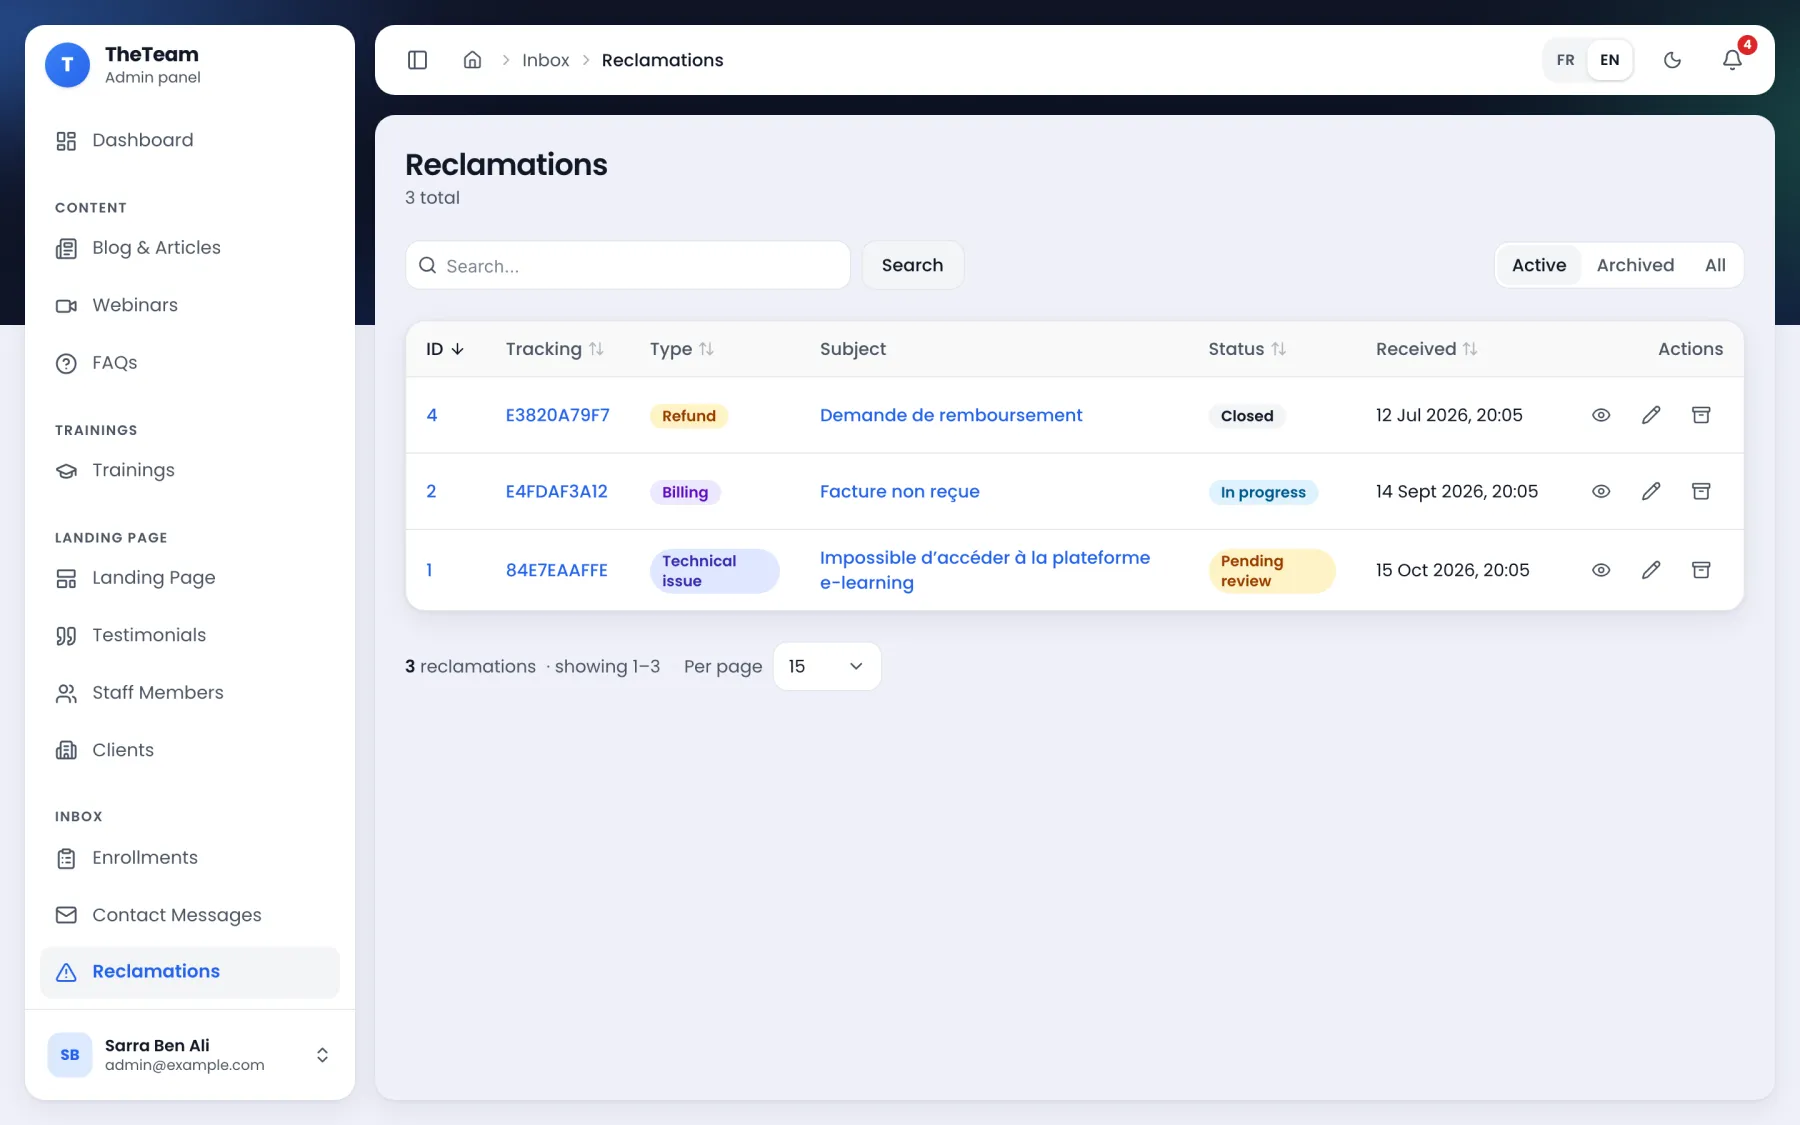 T
TheTeam
Admin panel
Dashboard
CONTENT
Blog & Articles
Webinars
FAQs
TRAININGS
Trainings
LANDING PAGE
Landing Page
Testimonials
Staff Members
Clients
INBOX
Enrollments
Contact Messages
Reclamations
SB
Sarra Ben Ali
admin@example.com
Inbox
Reclamations
FR
EN
4
Reclamations
3 total
Search...
Search
Active
Archived
All
ID
Tracking
Type
Subject
Status
Received
Actions
4
E3820A79F7
Refund
Demande de remboursement
Closed
12 Jul 2026, 20:05
2
E4FDAF3A12
Billing
Facture non reçue
In progress
14 Sept 2026, 20:05
1
84E7EAAFFE
Technical
issue
Impossible d’accéder à la plateforme
e-learning
Pending
review
15 Oct 2026, 20:05
3 reclamations · showing 1–3
Per page
15